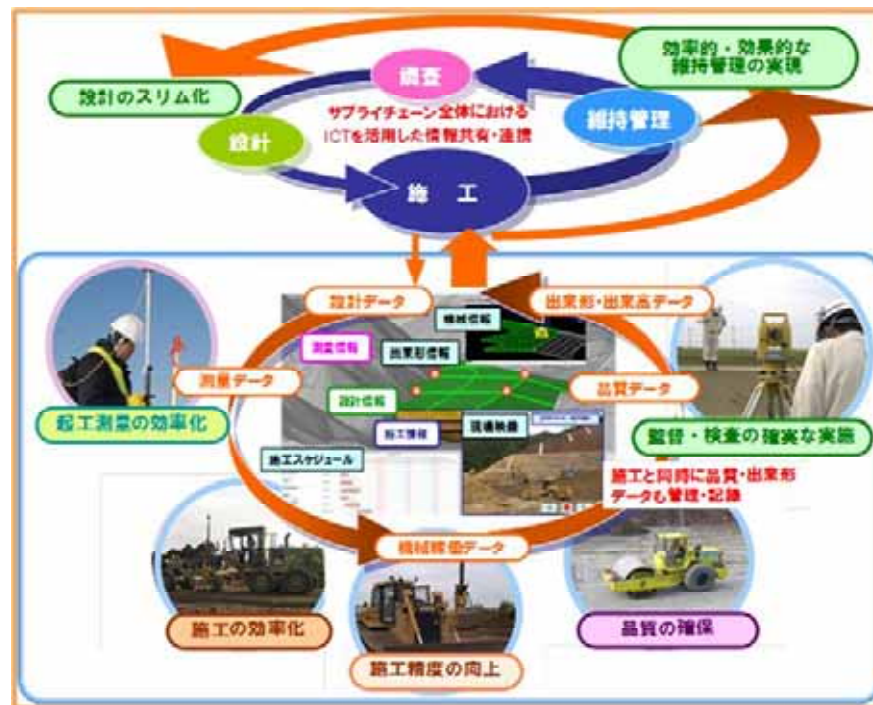 効率的・効果的な
維持管理の実現
調査
設計のスリム化
サプライチェーン全体における
ICTを活用した情報共有・連携
維持管理
設計
施 工
設計データ
出来形・出来高データ
機械情報
測量情報
出来形情報
測量データ
品質データ
設計情報
起工測量の効率化
施工情報
現場映像
監督・検査の確実な実施
施工スケジュール
施工と同時に品質・出来形
データも管理・記録
機械稼働データ
施工の効率化
品質の確保
施工精度の向上